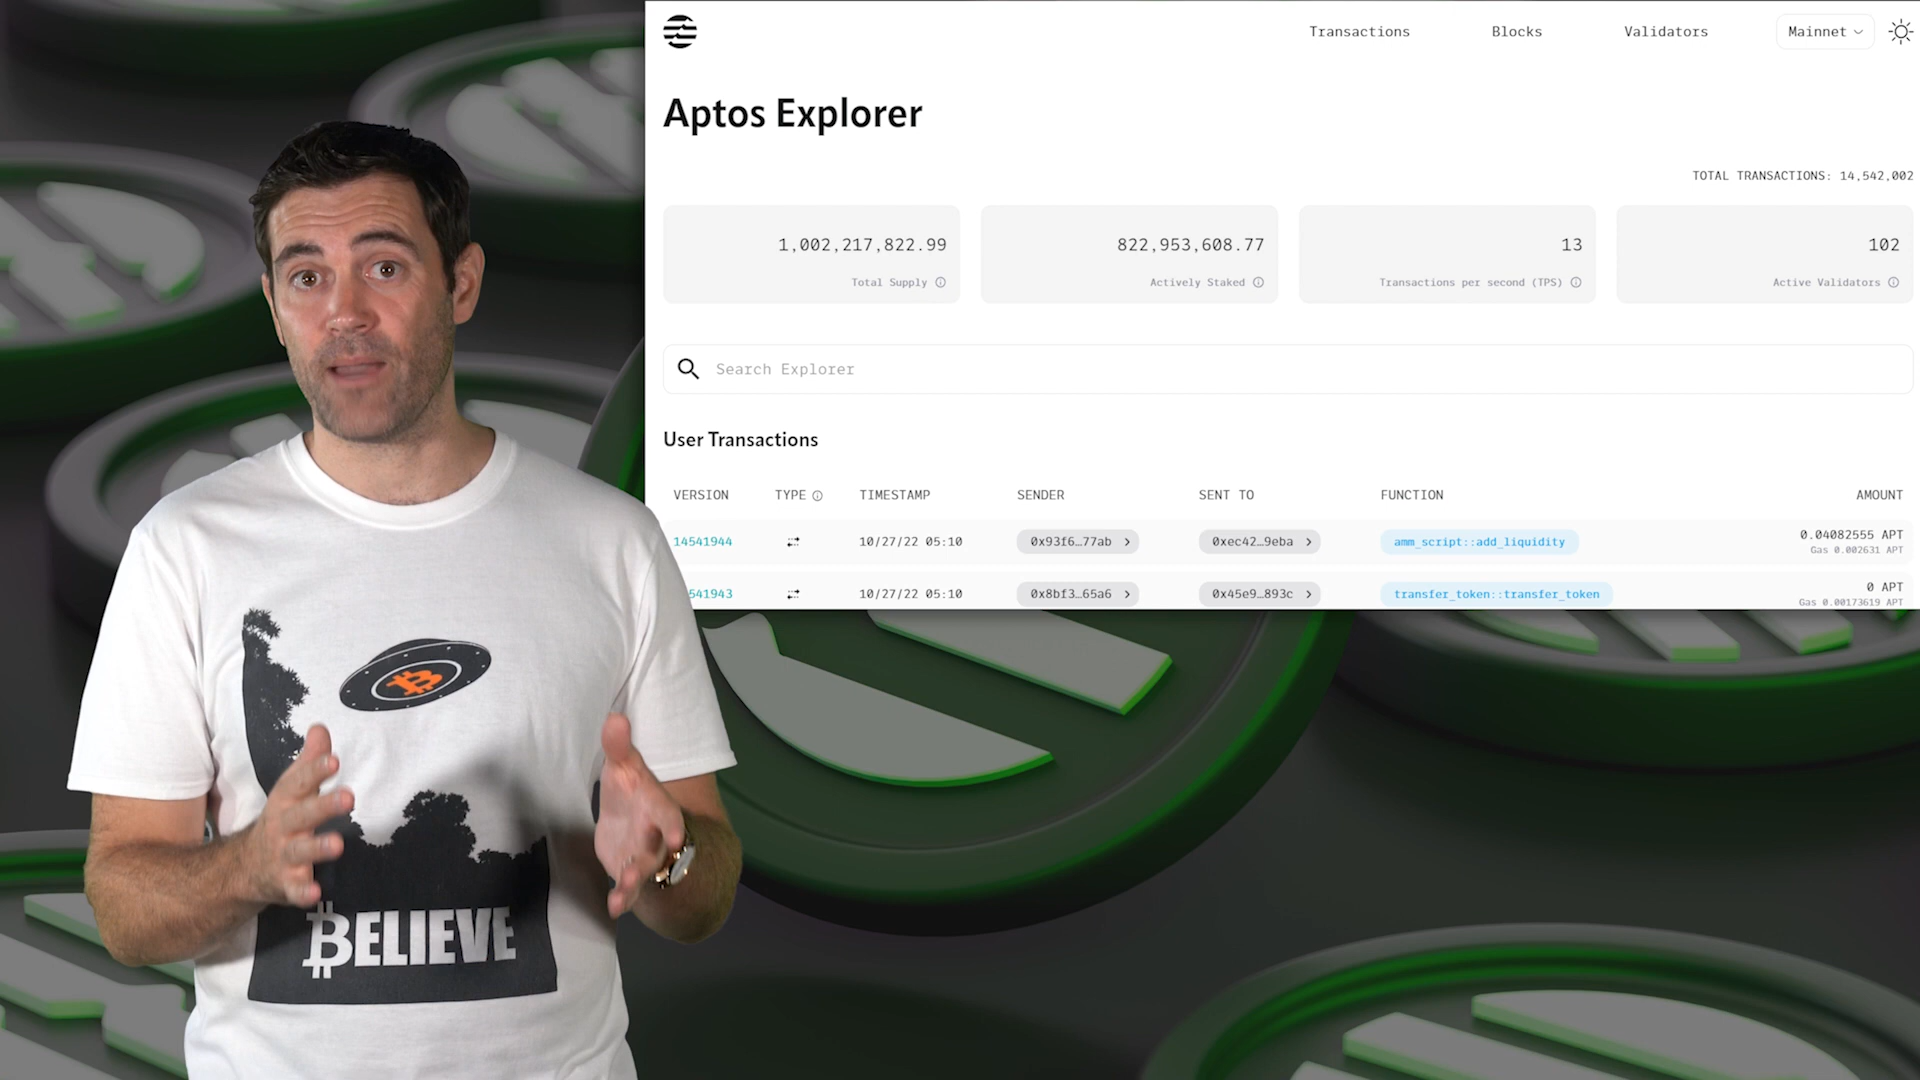 Transactions Blocks Validators Mainnet
Aptos Explorer
TOTAL TRANSACTIONS: 14,542,002
1,002,217,822.99 822,953,608.77 13 102
Total Supply Actively Staked Transactions per second (TPS) Active Validators
Search Explorer
User Transactions
VERSION TYPE TIMESTAMP SENDER SENT TO FUNCTION AMOUNT
14541944 10/27/22 05:10 0x93f6…77ab 0xec42…9eba amm_script::add_liquidity 0.04082555 APT
Gas 0.002631 APT
541943 10/27/22 05:10 0x8bf3…65a6 0x45e9…893c transfer_token::transfer_token 0 APT
Gas 0.00173619 APT
₿ELIEVE